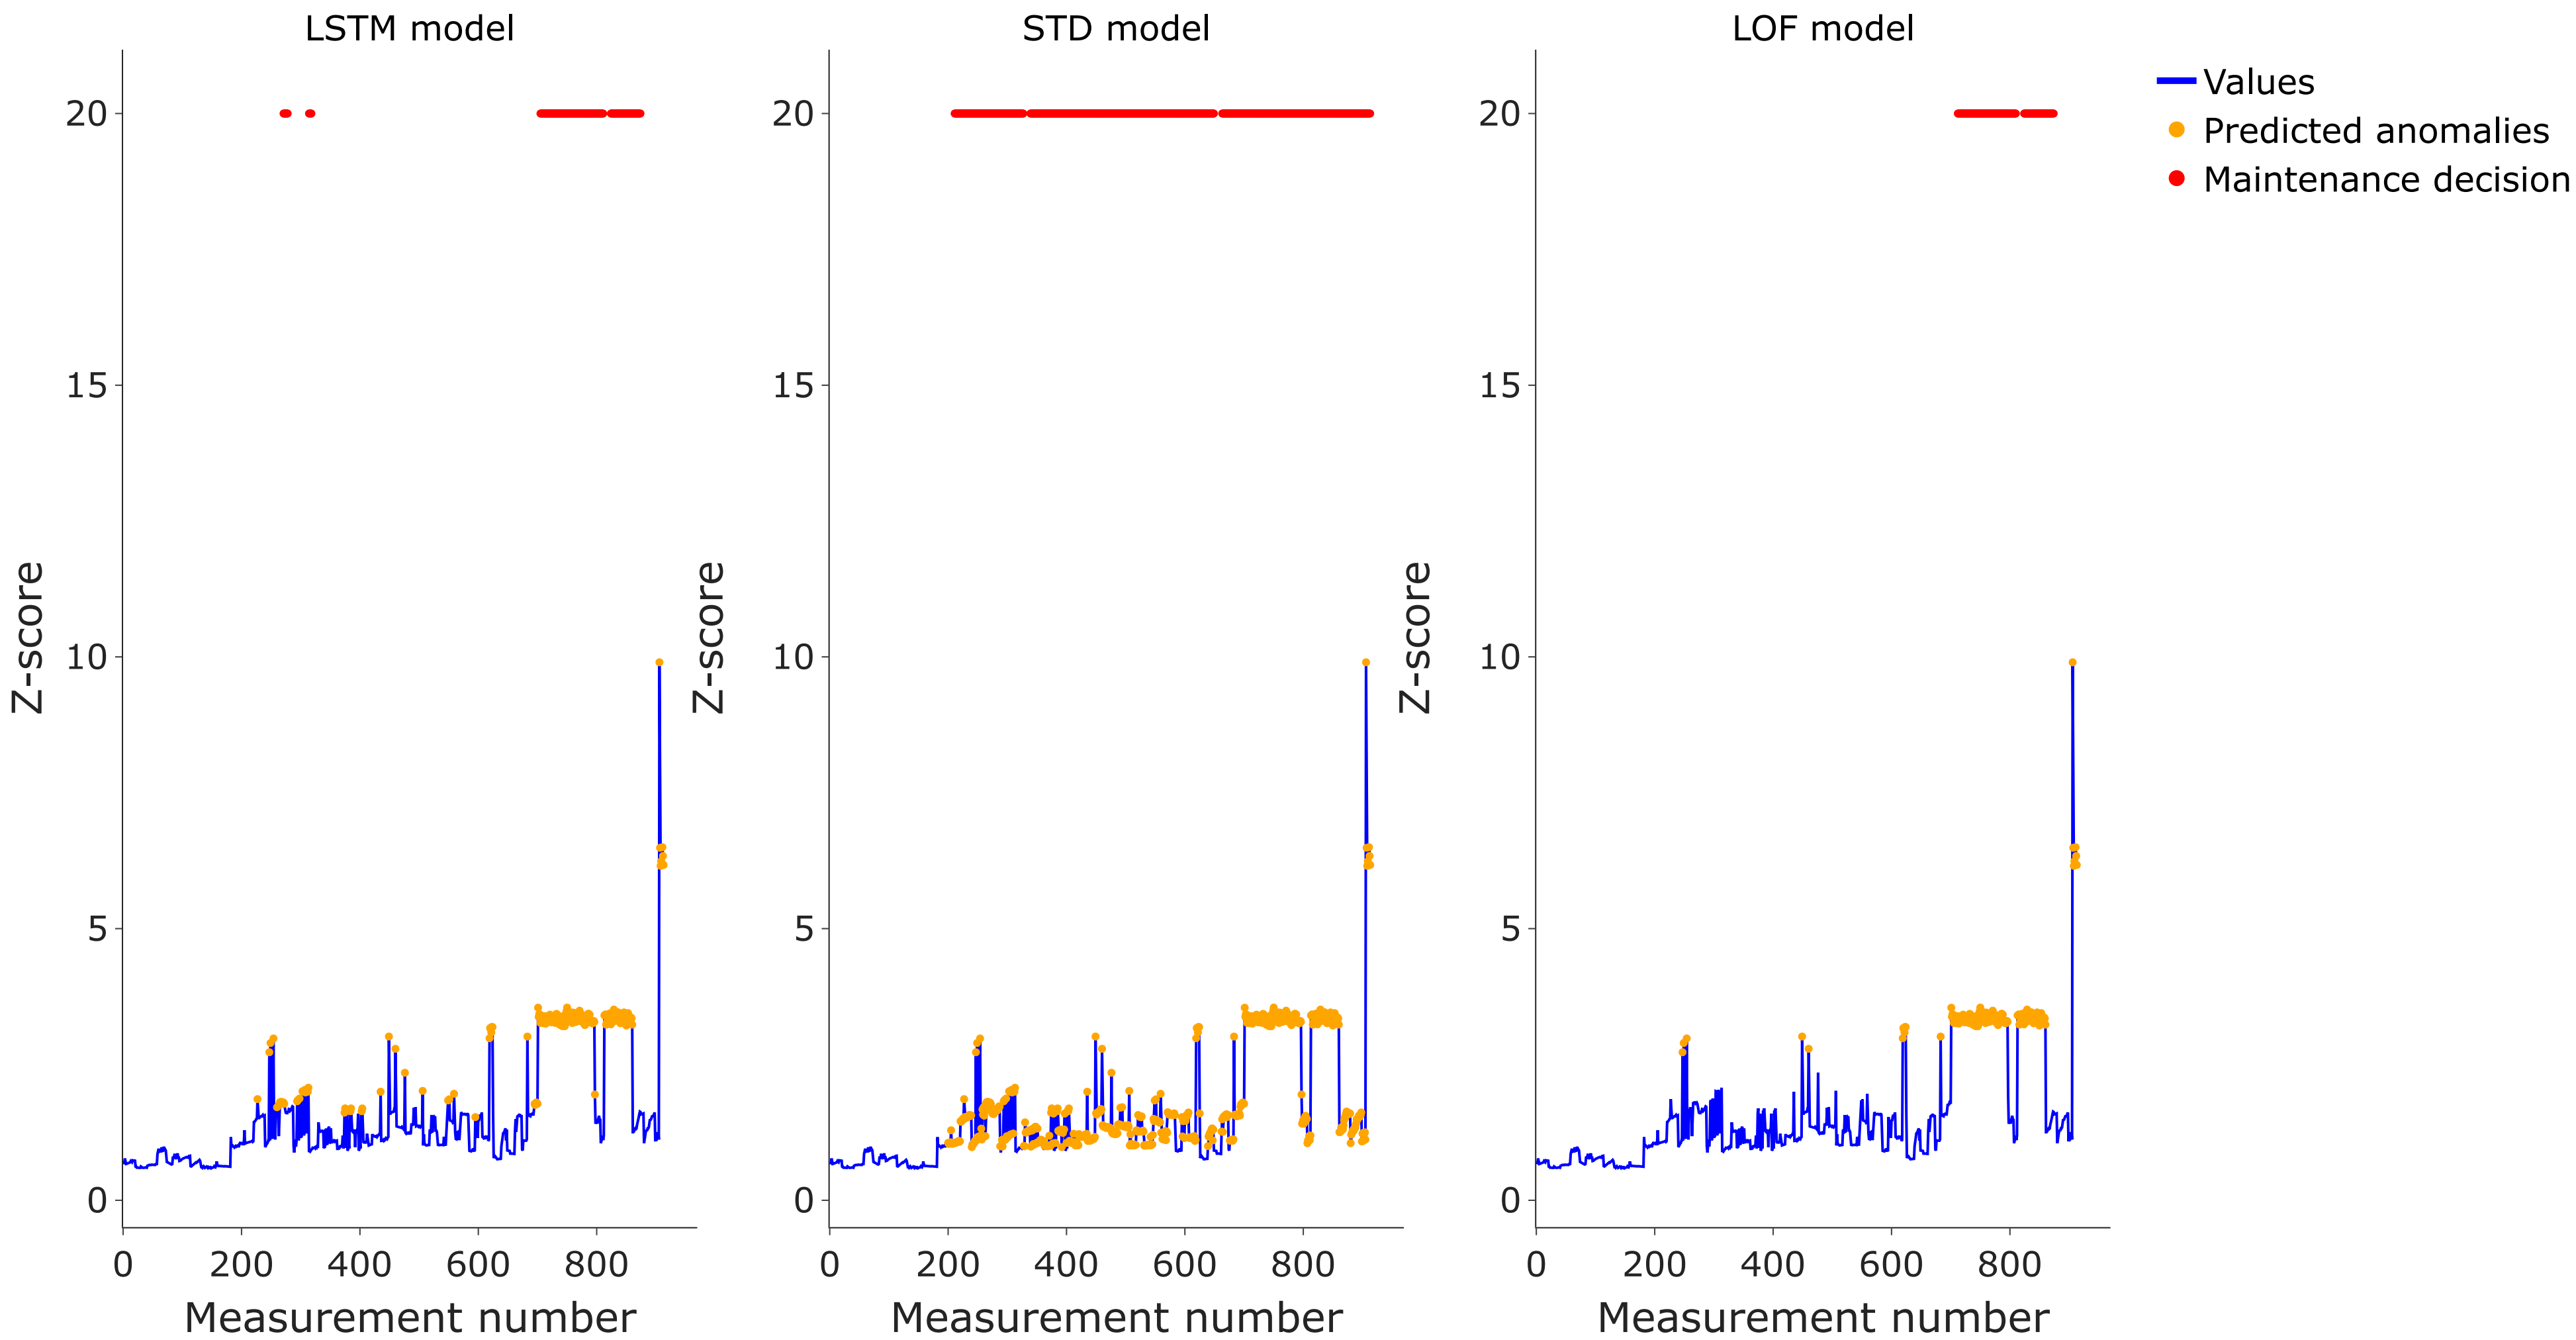 LSTM model
STD model
LOF model
Values
Predicted anomalies
Maintenance decision
20
15
10
5
0
Z-score
0 200 400 600 800
Measurement number
20
15
10
5
0
Z-score
0 200 400 600 800
Measurement number
20
15
10
5
0
Z-score
0 200 400 600 800
Measurement number